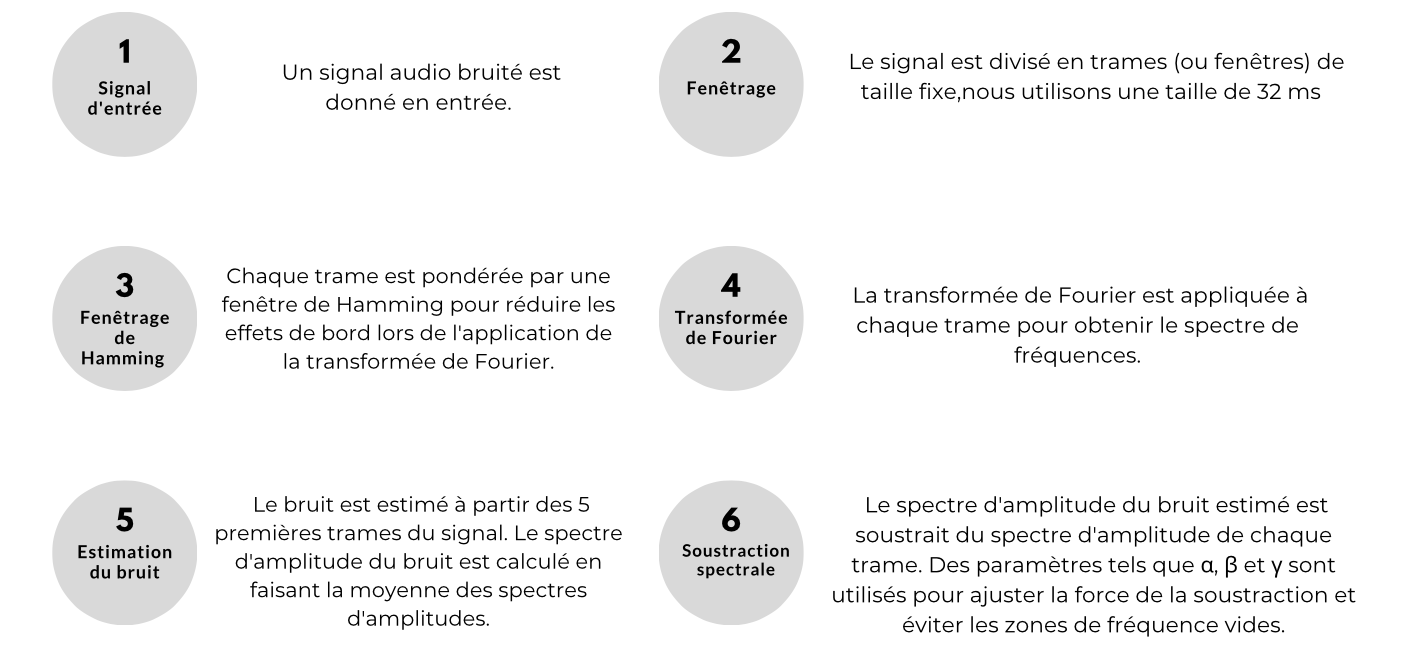 1
Signal
d'entrée
Un signal audio bruité est
donné en entrée.
2
Fenêtrage
Le signal est divisé en trames (ou fenêtres) de
taille fixe,nous utilisons une taille de 32 ms
3
Fenêtrage
de
Hamming
Chaque trame est pondérée par une
fenêtre de Hamming pour réduire les
effets de bord lors de l'application de
la transformée de Fourier.
4
Transformée
de Fourier
La transformée de Fourier est appliquée à
chaque trame pour obtenir le spectre de
fréquences.
5
Estimation
du bruit
Le bruit est estimé à partir des 5
premières trames du signal. Le spectre
d'amplitude du bruit est calculé en
faisant la moyenne des spectres
d'amplitudes.
6
Soustraction
spectrale
Le spectre d'amplitude du bruit estimé est
soustrait du spectre d'amplitude de chaque
trame. Des paramètres tels que α, β et γ sont
utilisés pour ajuster la force de la soustraction et
éviter les zones de fréquence vides.